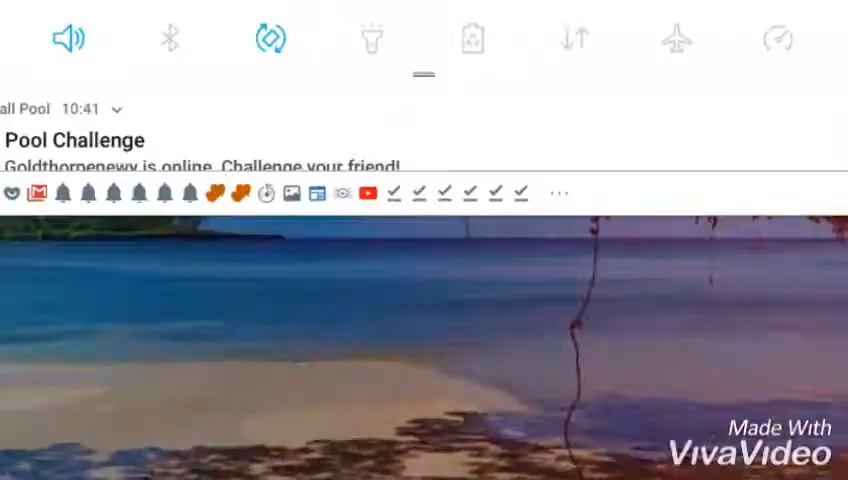 all Pool 10:41
Pool Challenge
Goldthorpenewy is online. Challenge your friend!
Made With
VivaVideo